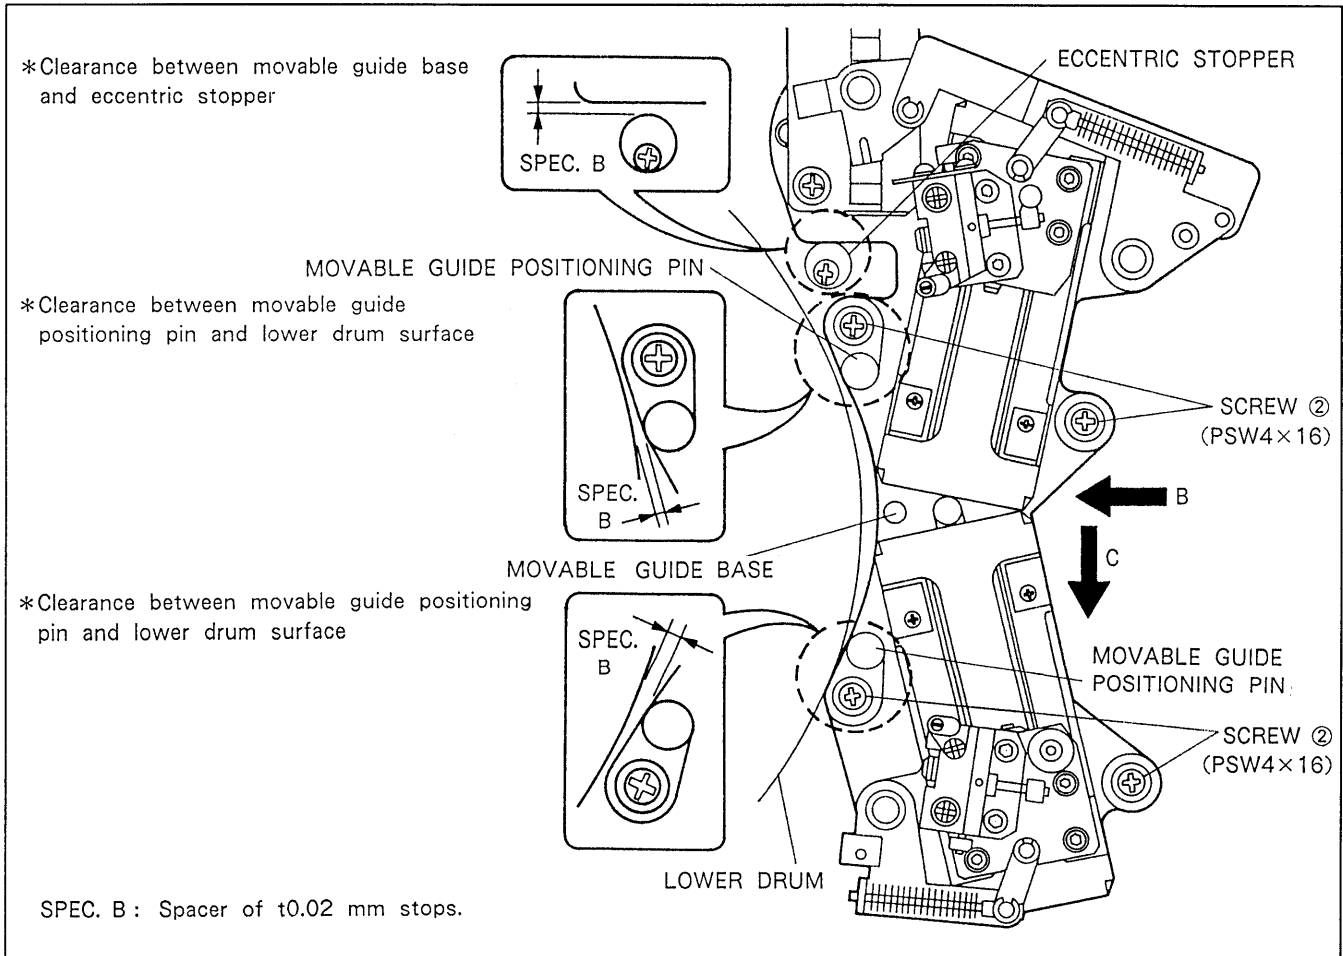 *Clearance between movable guide base
and eccentric stopper
SPEC. B
ECCENTRIC STOPPER
MOVABLE GUIDE POSITIONING PIN
*Clearance between movable guide
positioning pin and lower drum surface
SPEC.
B
SCREW ②
(PSW4×16)
B
C
MOVABLE GUIDE BASE
*Clearance between movable guide positioning
pin and lower drum surface
SPEC.
B
MOVABLE GUIDE
POSITIONING PIN
SCREW ②
(PSW4×16)
LOWER DRUM
SPEC. B : Spacer of t0.02 mm stops.